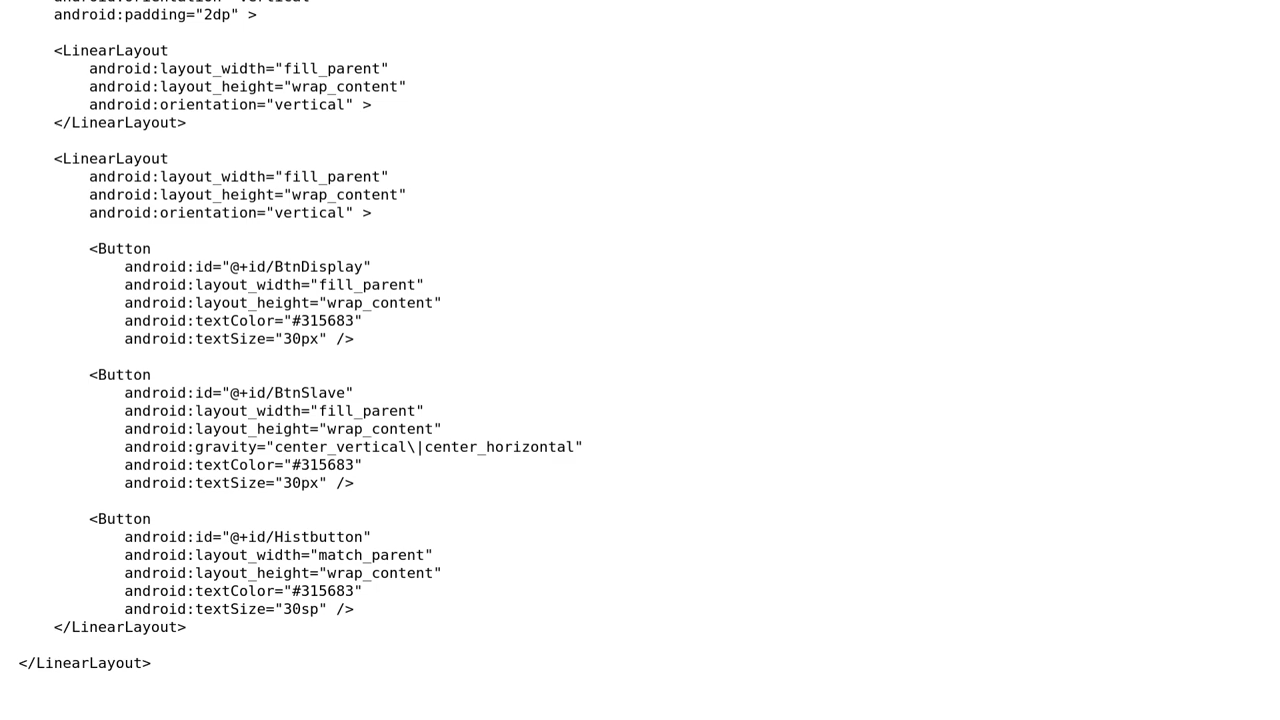 android:padding="2dp" >

    <LinearLayout
        android:layout_width="fill_parent"
        android:layout_height="wrap_content"
        android:orientation="vertical" >
    </LinearLayout>

    <LinearLayout
        android:layout_width="fill_parent"
        android:layout_height="wrap_content"
        android:orientation="vertical" >

        <Button
            android:id="@+id/BtnDisplay"
            android:layout_width="fill_parent"
            android:layout_height="wrap_content"
            android:textColor="#315683"
            android:textSize="30px" />

        <Button
            android:id="@+id/BtnSlave"
            android:layout_width="fill_parent"
            android:layout_height="wrap_content"
            android:gravity="center_vertical\|center_horizontal"
            android:textColor="#315683"
            android:textSize="30px" />

        <Button
            android:id="@+id/Histbutton"
            android:layout_width="match_parent"
            android:layout_height="wrap_content"
            android:textColor="#315683"
            android:textSize="30sp" />
    </LinearLayout>

</LinearLayout>